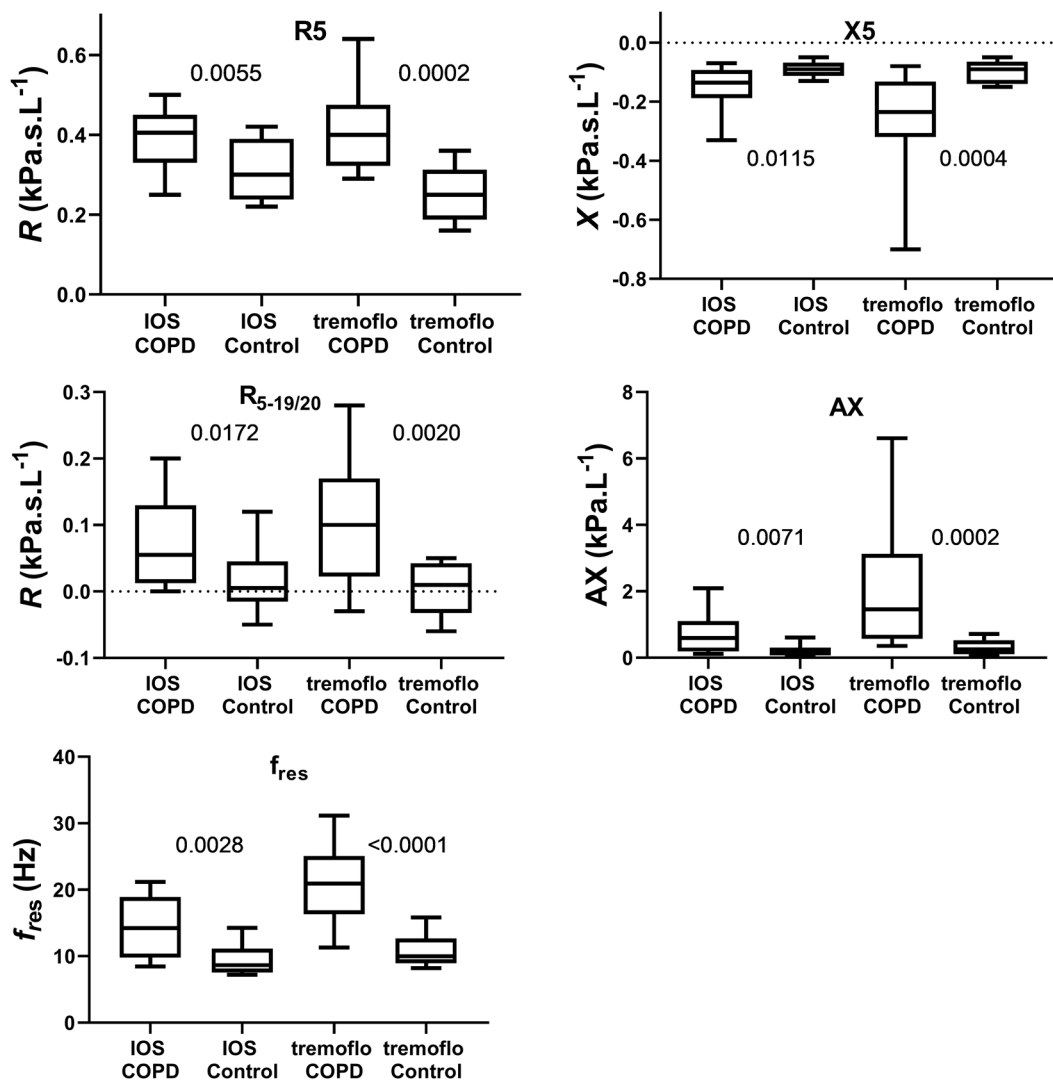 R5
R (kPa.s.L⁻¹)
0.6
0.4
0.2
0.0
0.0055
0.0002
IOS COPD
IOS Control
tremoflo COPD
tremoflo Control
X5
X (kPa.s.L⁻¹)
0.0
-0.2
-0.4
-0.6
-0.8
0.0115
0.0004
IOS COPD
IOS Control
tremoflo COPD
tremoflo Control
R₅₋₁₉/₂₀
R (kPa.s.L⁻¹)
0.3
0.2
0.1
0.0
-0.1
0.0172
0.0020
IOS COPD
IOS Control
tremoflo COPD
tremoflo Control
AX
AX (kPa.L⁻¹)
8
6
4
2
0
0.0071
0.0002
IOS COPD
IOS Control
tremoflo COPD
tremoflo Control
fres
fres (Hz)
40
30
20
10
0
0.0028
<0.0001
IOS COPD
IOS Control
tremoflo COPD
tremoflo Control